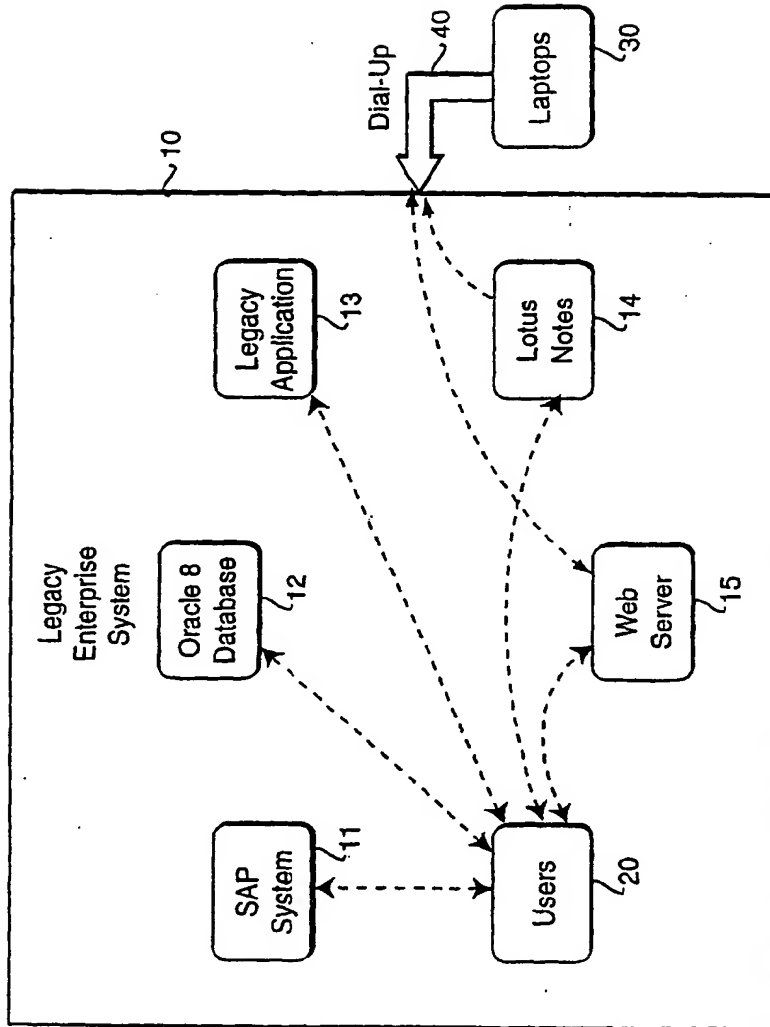 10
Legacy
Enterprise
System
SAP
System
11
Oracle 8
Database
12
Legacy
Application
13
Dial-Up
40
Users
20
Web
Server
15
Lotus
Notes
14
Laptops
30